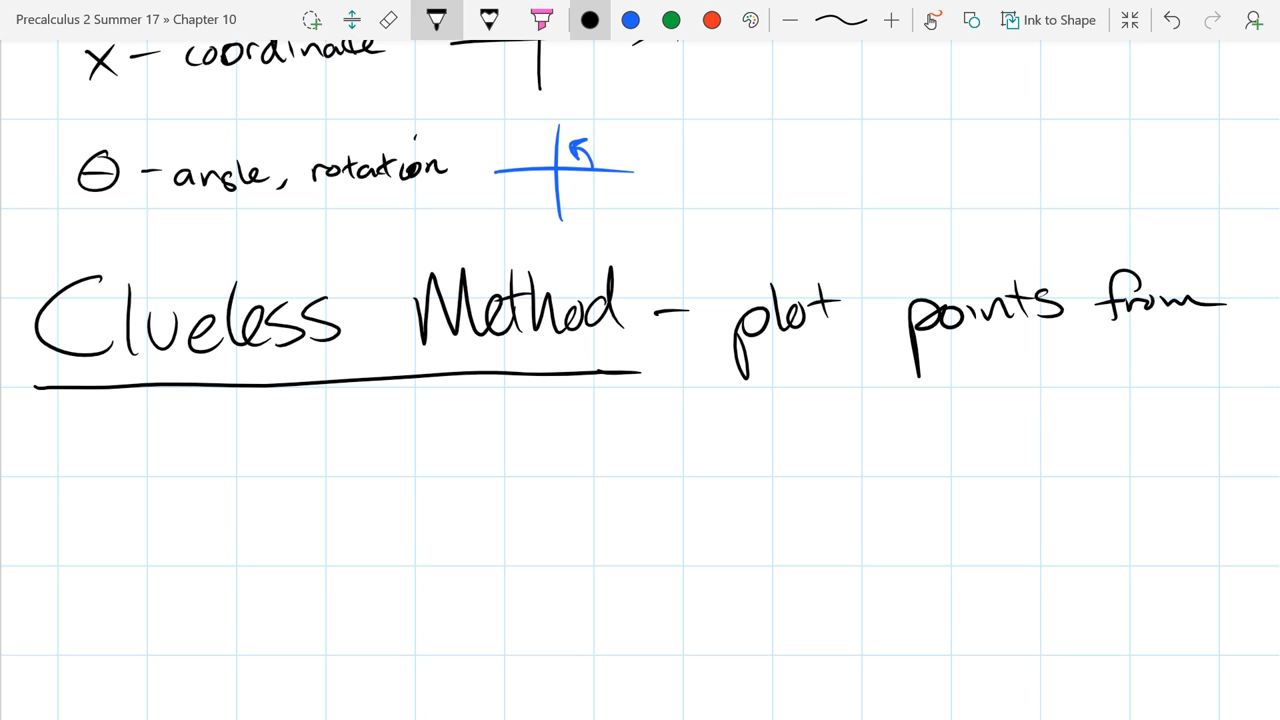 Precalculus 2 Summer 17 » Chapter 10
Ink to Shape
x - coordinate
θ - angle, rotation
Clueless Method - plot points from